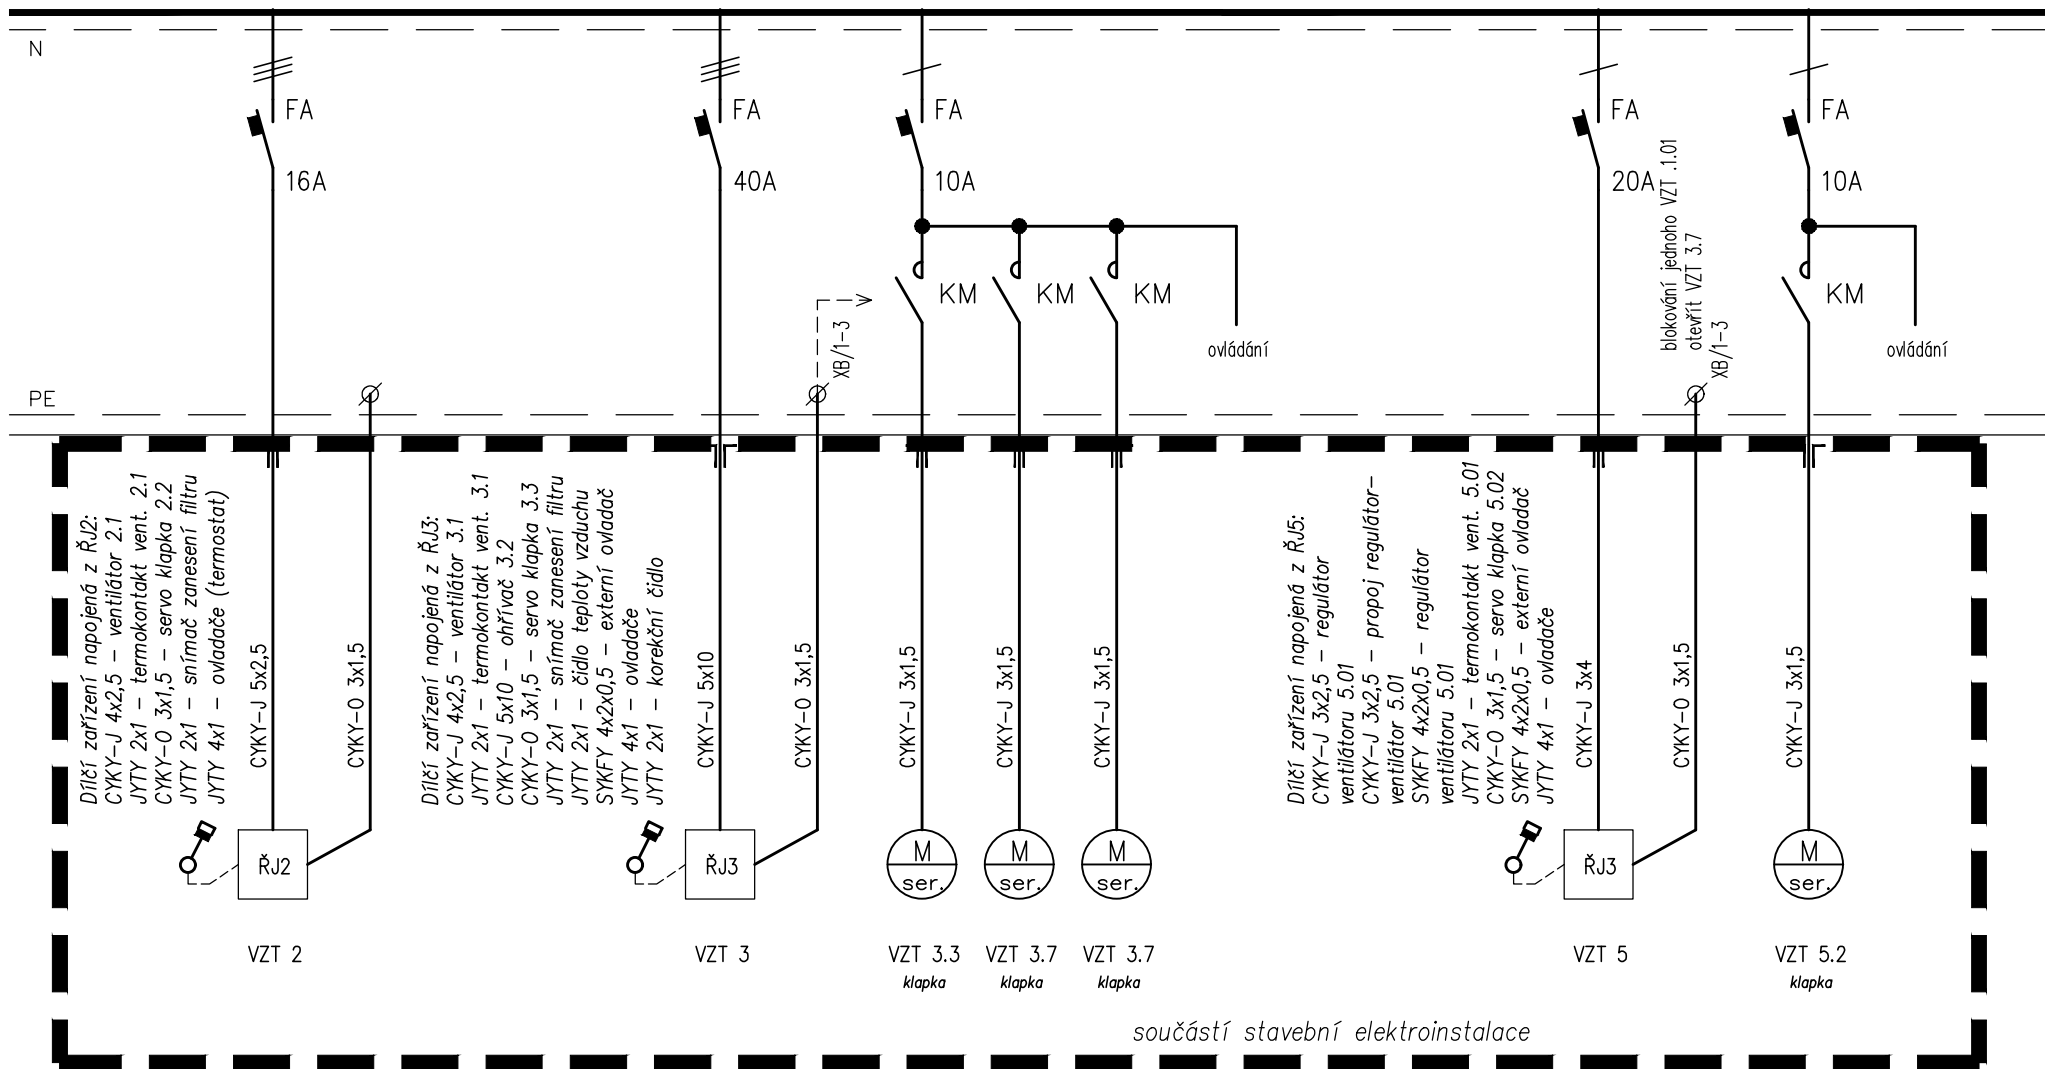 N
FA
16A
FA
40A
FA
10A
FA
20A
FA
10A
blokování jednoho VZT .1.01
otevřít VZT 3.7
KM
KM
KM
KM
ovládání
ovládání
XB/1-3
XB/1-3
PE
Dílčí zařízení napojená z ŘJ2:
CYKY-J 4x2,5 - ventilátor 2.1
JYTY 2x1 - termokontakt vent. 2.1
CYKY-O 3x1,5 - servo klapka 2.2
JYTY 2x1 - snímač zanesení filtru
JYTY 4x1 - ovladače (termostat)
CYKY-J 5x2,5
CYKY-O 3x1,5
Dílčí zařízení napojená z ŘJ3:
CYKY-J 4x2,5 - ventilátor 3.1
JYTY 2x1 - termokontakt vent. 3.1
CYKY-J 5x10 - ohřívač 3.2
CYKY-O 3x1,5 - servo klapka 3.3
JYTY 2x1 - snímač zanesení filtru
JYTY 2x1 - čidlo teploty vzduchu
SYKFY 4x2x0,5 - externí ovladač
JYTY 4x1 - ovladače
JYTY 2x1 - korekční čidlo
CYKY-J 5x10
CYKY-O 3x1,5
CYKY-J 3x1,5
CYKY-J 3x1,5
CYKY-J 3x1,5
Dílčí zařízení napojená z ŘJ5:
CYKY-J 3x2,5 - regulátor
ventilátoru 5.01
CYKY-J 3x2,5 - propoj regulátor-
ventilátor 5.01
SYKFY 4x2x0,5 - regulátor
ventilátoru 5.01
JYTY 2x1 - termokontakt vent. 5.01
CYKY-O 3x1,5 - servo klapka 5.02
SYKFY 4x2x0,5 - externí ovladač
JYTY 4x1 - ovladače
CYKY-J 3x4
CYKY-O 3x1,5
CYKY-J 3x1,5
ŘJ2
ŘJ3
M
ser.
M
ser.
M
ser.
ŘJ3
M
ser.
VZT 2
VZT 3
VZT 3.3
klapka
VZT 3.7
klapka
VZT 3.7
klapka
VZT 5
VZT 5.2
klapka
součástí stavební elektroinstalace